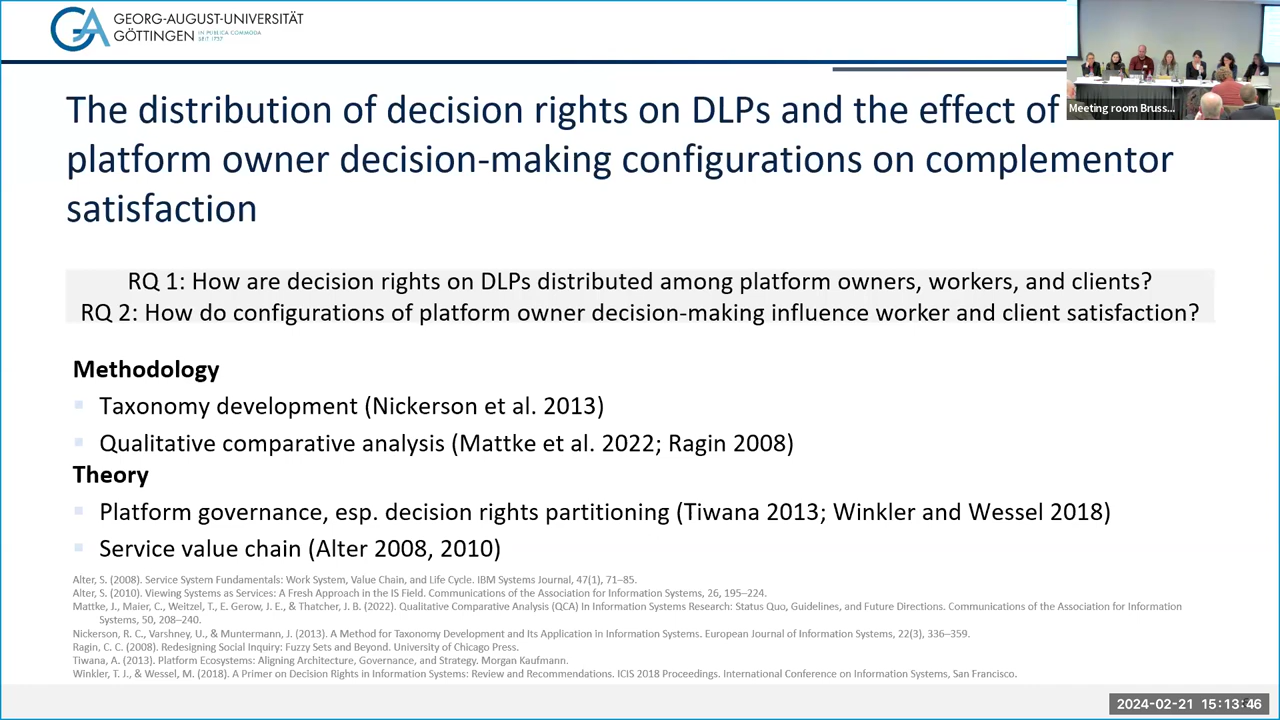 GEORG-AUGUST-UNIVERSITÄT
GÖTTINGEN IN PUBLICA COMMODA
SEIT 1737
Meeting room Bruss...
The distribution of decision rights on DLPs and the effect of
platform owner decision-making configurations on complementor
satisfaction
RQ 1: How are decision rights on DLPs distributed among platform owners, workers, and clients?
RQ 2: How do configurations of platform owner decision-making influence worker and client satisfaction?
Methodology
Taxonomy development (Nickerson et al. 2013)
Qualitative comparative analysis (Mattke et al. 2022; Ragin 2008)
Theory
Platform governance, esp. decision rights partitioning (Tiwana 2013; Winkler and Wessel 2018)
Service value chain (Alter 2008, 2010)
Alter, S. (2008). Service System Fundamentals: Work System, Value Chain, and Life Cycle. IBM Systems Journal, 47(1), 71–85.
Alter, S. (2010). Viewing Systems as Services: A Fresh Approach in the IS Field. Communications of the Association for Information Systems, 26, 195–224.
Mattke, J., Maier, C., Weitzel, T., E. Gerow, J. E., & Thatcher, J. B. (2022). Qualitative Comparative Analysis (QCA) In Information Systems Research: Status Quo, Guidelines, and Future Directions. Communications of the Association for Information
Systems, 50, 208–240.
Nickerson, R. C., Varshney, U., & Muntermann, J. (2013). A Method for Taxonomy Development and Its Application in Information Systems. European Journal of Information Systems, 22(3), 336–359.
Ragin, C. C. (2008). Redesigning Social Inquiry: Fuzzy Sets and Beyond. University of Chicago Press.
Tiwana, A. (2013). Platform Ecosystems: Aligning Architecture, Governance, and Strategy. Morgan Kaufmann.
Winkler, T. J., & Wessel, M. (2018). A Primer on Decision Rights in Information Systems: Review and Recommendations. ICIS 2018 Proceedings. International Conference on Information Systems, San Francisco.
2024-02-21 15:13:46